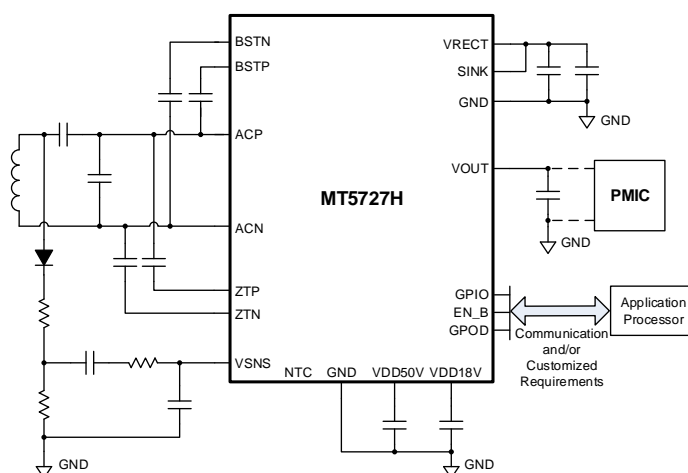 BSTN
BSTP
ACP
ACN
ZTP
ZTN
VSNS
MT5727H
NTC
GND
VDD50V
VDD18V
VRECT
SINK
GND
VOUT
GPIO
EN_B
GPOD
GND
PMIC
GND
Application
Processor
Communication
and/or
Customized
Requirements
GND
GND